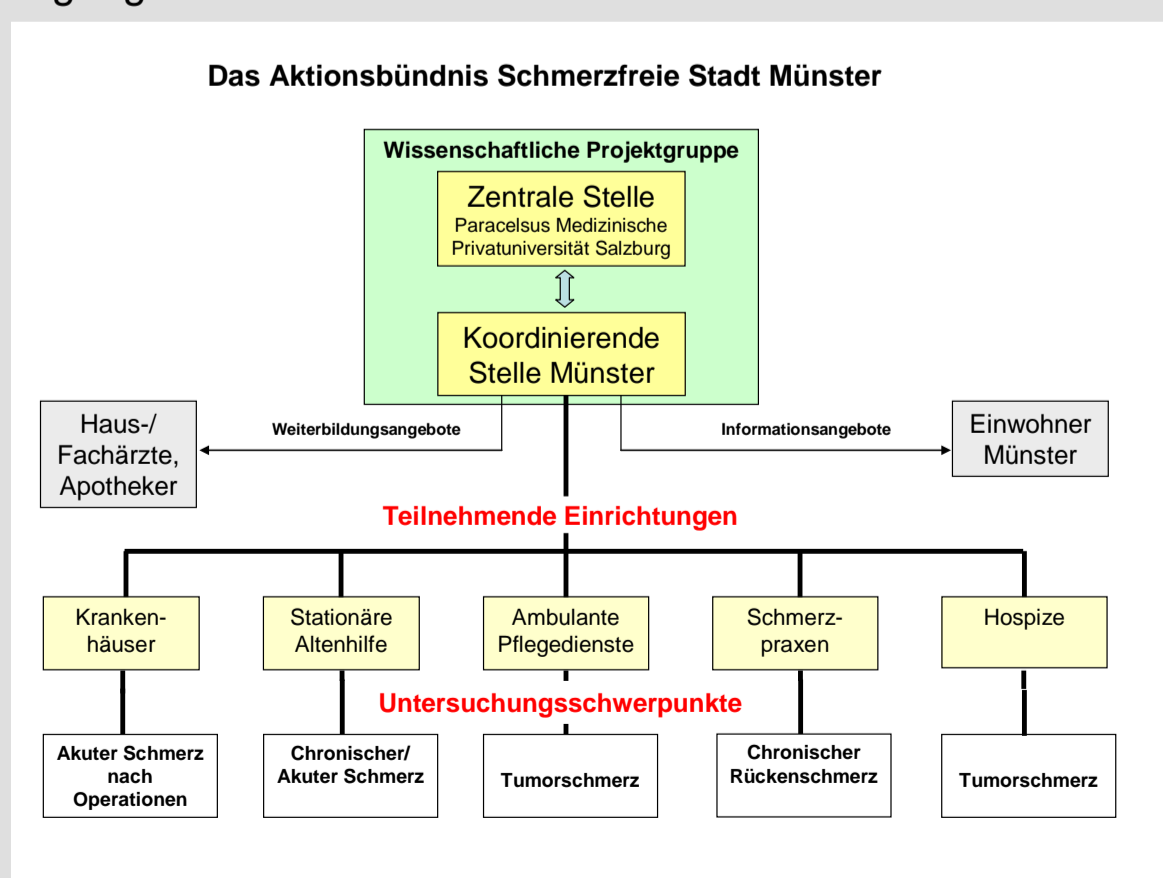 Das Aktionsbündnis Schmerzfreie Stadt Münster
Wissenschaftliche Projektgruppe
Zentrale Stelle
Paracelsus Medizinische
Privatuniversität Salzburg
Koordinierende
Stelle Münster
Haus-/
Fachärzte,
Apotheker
Weiterbildungsangebote
Informationsangebote
Einwohner
Münster
Teilnehmende Einrichtungen
Kranken-
häuser
Stationäre
Altenhilfe
Ambulante
Pflegedienste
Schmerz-
praxen
Hospize
Untersuchungsschwerpunkte
Akuter Schmerz
nach
Operationen
Chronischer/
Akuter Schmerz
Tumorschmerz
Chronischer
Rückenschmerz
Tumorschmerz